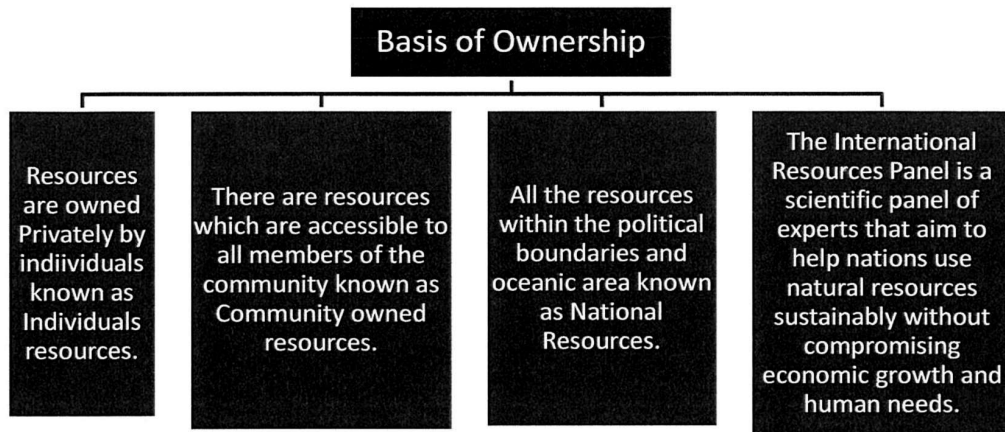 Basis of Ownership
Resources
are owned
Privately by
indiividuals
known as
Individuals
resources.
There are resources
which are accessible to
all members of the
community known as
Community owned
resources.
All the resources
within the political
boundaries and
oceanic area known
as National
Resources.
The International
Resources Panel is a
scientific panel of
experts that aim to
help nations use
natural resources
sustainably without
compromising
economic growth and
human needs.